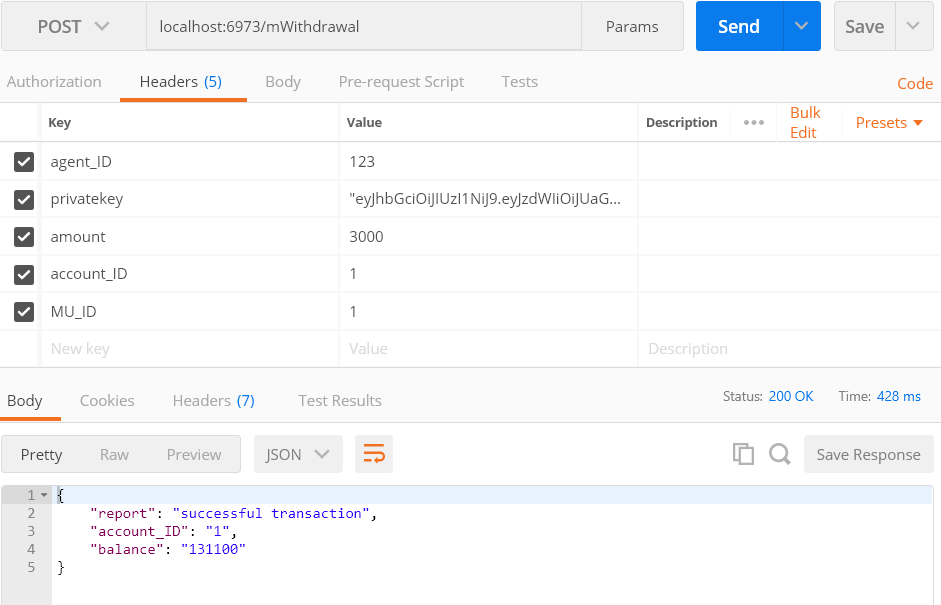 POST localhost:6973/mWithdrawal Params Send Save
Authorization Headers (5) Body Pre-request Script Tests Code
Key Value Description ••• Bulk Edit Presets
agent_ID 123
privatekey "eyJhbGciOiJIUzI1NiJ9.eyJzdWIiOiJUaG...
amount 3000
account_ID 1
MU_ID 1
New key Value Description
Body Cookies Headers (7) Test Results Status: 200 OK Time: 428 ms
Pretty Raw Preview JSON Save Response
1 {
2 "report": "successful transaction",
3 "account_ID": "1",
4 "balance": "131100"
5 }